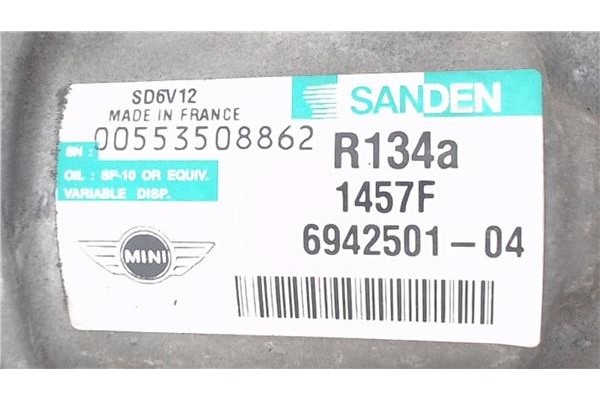 SD6V12
MADE IN FRANCE
SANDEN
SN : 00553508862
OIL : SP-10 OR EQUIV.
VARIABLE DISP.
R134a
1457F
6942501-04
MINI